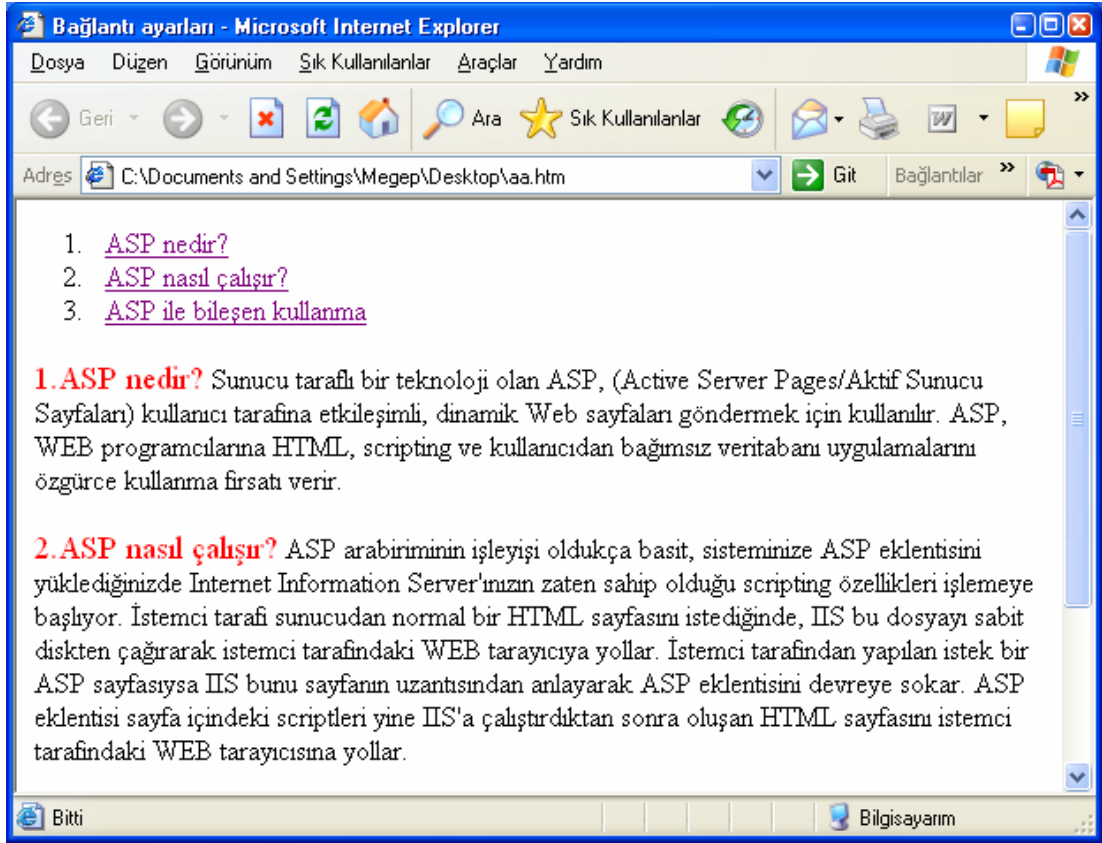 Bağlantı ayarları - Microsoft Internet Explorer
Dosya Düzen Görünüm Sık Kullanılanlar Araçlar Yardım
Geri Ara Sık Kullanılanlar W »
Adres C:\Documents and Settings\Megep\Desktop\aa.htm Git Bağlantılar »
1. ASP nedir?
2. ASP nasıl çalışır?
3. ASP ile bileşen kullanma
1.ASP nedir? Sunucu taraflı bir teknoloji olan ASP, (Active Server Pages/Aktif Sunucu
Sayfaları) kullanıcı tarafına etkileşimli, dinamik Web sayfaları göndermek için kullanılır. ASP,
WEB programcılarına HTML, scripting ve kullanıcıdan bağımsız veritabanı uygulamalarını
özgürce kullanma fırsatı verir.
2.ASP nasıl çalışır? ASP arabiriminin işleyişi oldukça basit, sisteminize ASP eklentisini
yüklediğinizde Internet Information Server'ınızın zaten sahip olduğu scripting özellikleri işlemeye
başlıyor. İstemci tarafı sunucudan normal bir HTML sayfasını istediğinde, IIS bu dosyayı sabit
diskten çağırarak istemci tarafındaki WEB tarayıcıya yollar. İstemci tarafından yapılan istek bir
ASP sayfasıysa IIS bunu sayfanın uzantısından anlayarak ASP eklentisini devreye sokar. ASP
eklentisi sayfa içindeki scriptleri yine IIS'a çalıştırdıktan sonra oluşan HTML sayfasını istemci
tarafındaki WEB tarayıcısına yollar.
Bitti Bilgisayarım